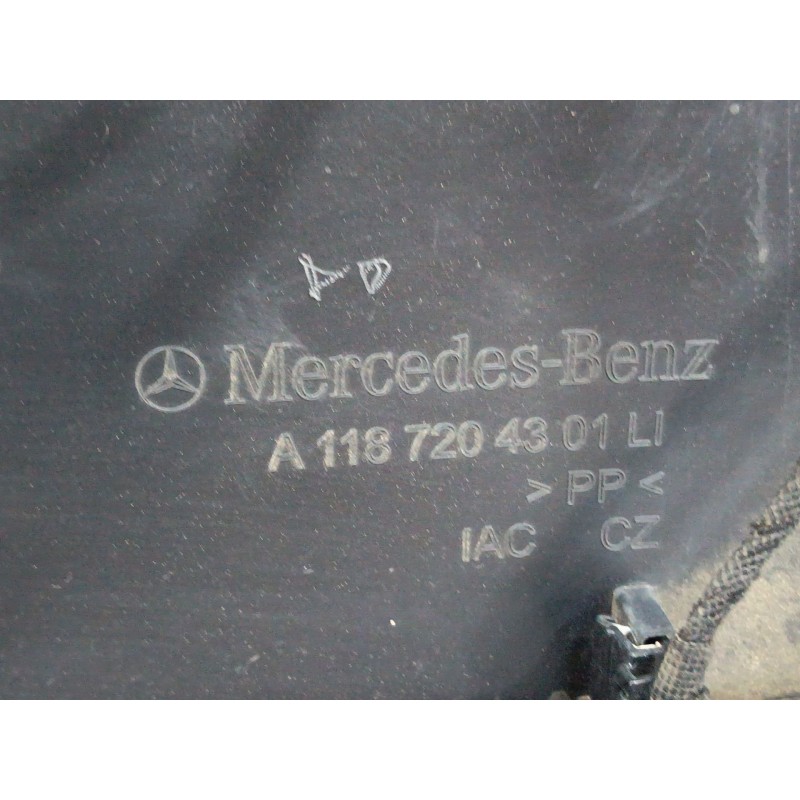 Mercedes-Benz
A 118 720 43 01 LI
> PP <
IAC CZ